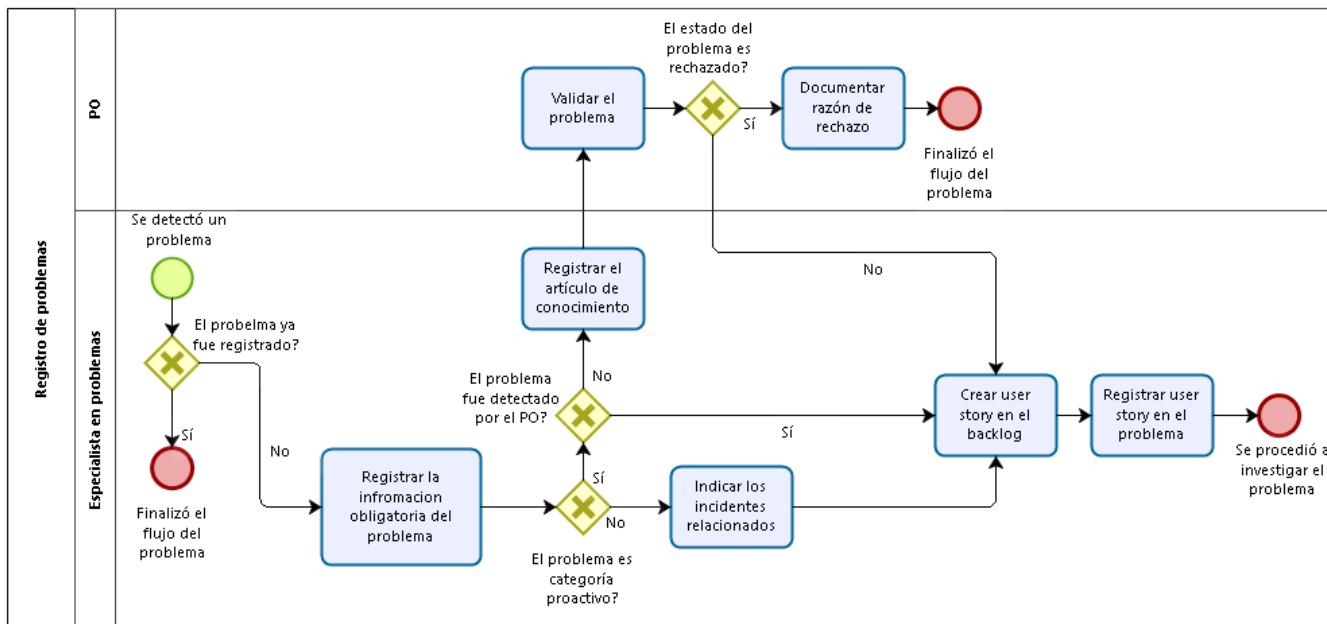 Registro de problemas
PO
El estado del
problema es
rechazado?
Validar el
problema
Sí
Documentar
razón de
rechazo
Finalizó el
flujo del
problema
Especialista en problemas
Se detectó un
problema
El probelma ya
fue registrado?
Sí
Finalizó el
flujo del
problema
No
Registrar la
infromacion
obligatoria del
problema
El problema es
categoría
proactivo?
Sí
No
El problema
fue detectado
por el PO?
No
Sí
Registrar el
artículo de
conocimiento
Indicar los
incidentes
relacionados
No
Crear user
story en el
backlog
Registrar user
story en el
problema
Se procedió a
investigar el
problema